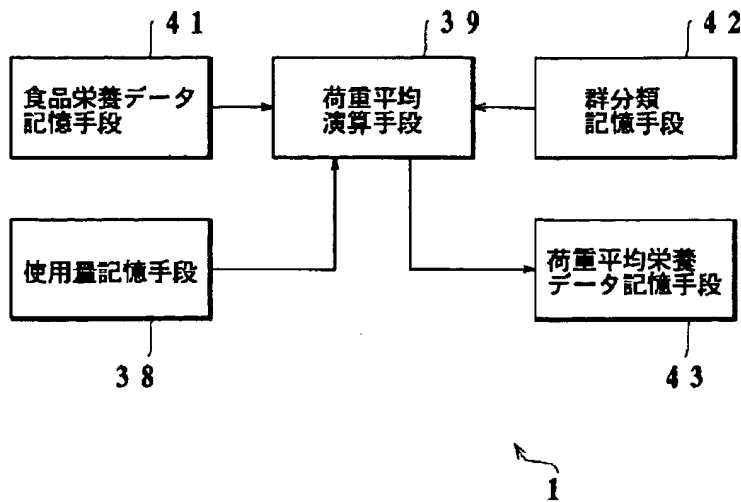 41
39
42
食品栄養データ
記憶手段
荷重平均
演算手段
群分類
記憶手段
使用量記憶手段
荷重平均栄養
データ記憶手段
38
43
1